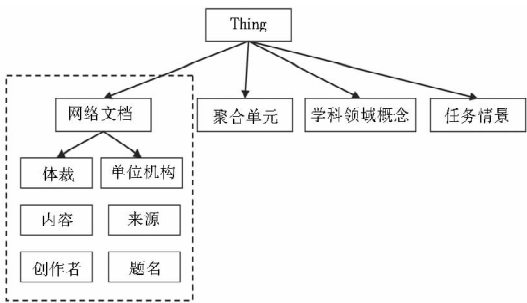 Thing
网络文档 聚合单元 学科领域概念 任务情景
体裁 单位机构
内容 来源
创作者 题名